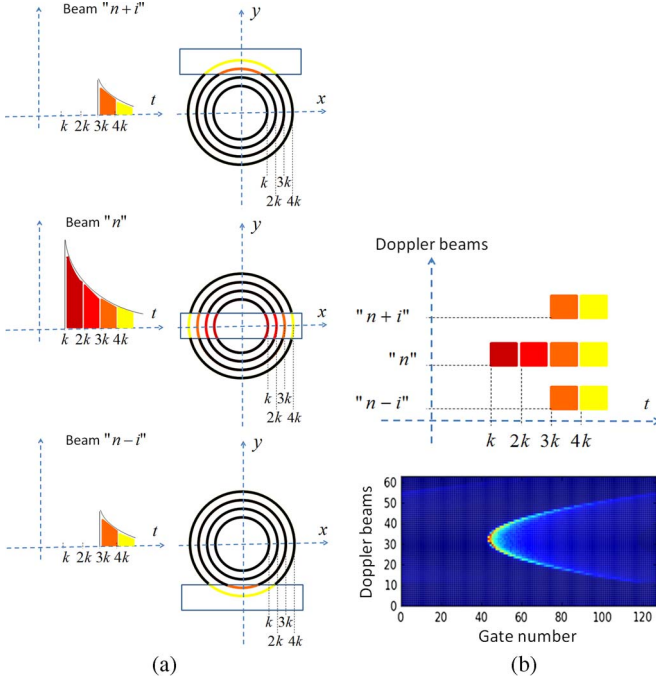 Beam "n+i"
y
x
t
k 2k 3k 4k
k 3k
2k 4k
Beam "n"
y
x
t
k 2k 3k 4k
k 3k
2k 4k
Beam "n−i"
y
x
t
k 2k 3k 4k
k 3k
2k 4k
(a)
Doppler beams
"n+i"
"n"
"n−i"
t
k 2k 3k 4k
Doppler beams
60
50
40
30
20
10
0
0 20 40 60 80 100 120
Gate number
(b)